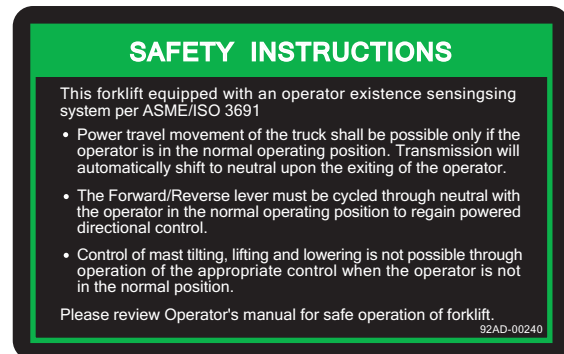 SAFETY INSTRUCTIONS
This forklift equipped with an operator existence sensingsing
system per ASME/ISO 3691
• Power travel movement of the truck shall be possible only if the
operator is in the normal operating position. Transmission will
automatically shift to neutral upon the exiting of the operator.
• The Forward/Reverse lever must be cycled through neutral with
the operator in the normal operating position to regain powered
directional control.
• Control of mast tilting, lifting and lowering is not possible through
operation of the appropriate control when the operator is not
in the normal position.
Please review Operator's manual for safe operation of forklift.
92AD-00240